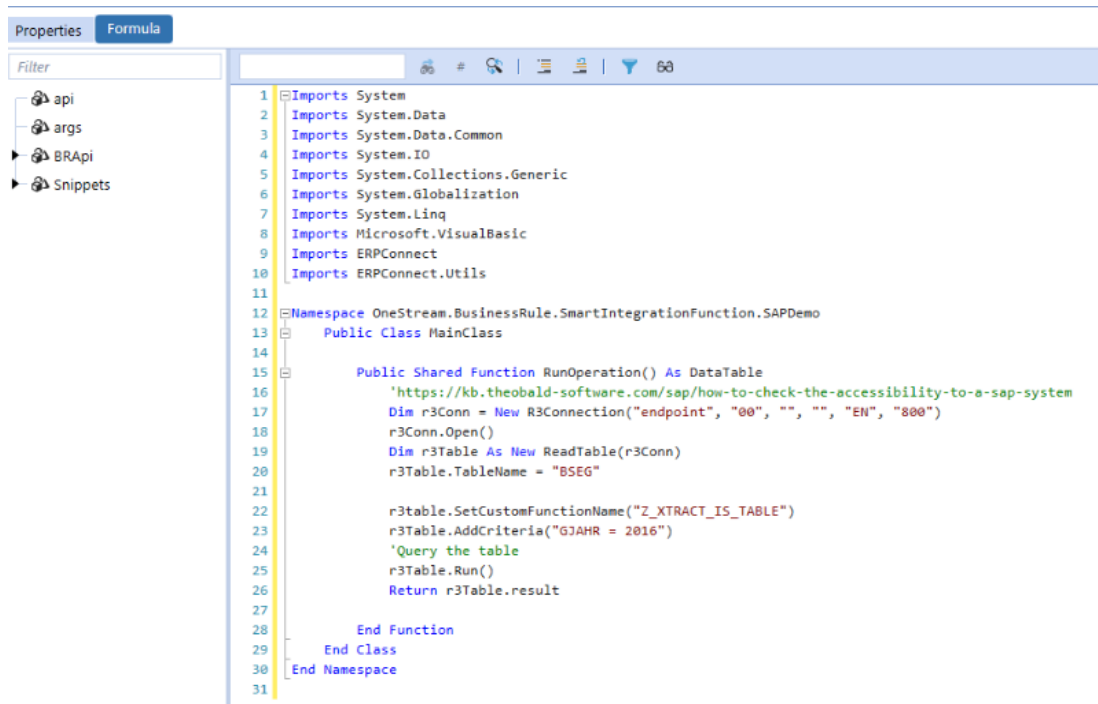 Properties Formula
Filter
api
args
BRApi
Snippets
#
1 Imports System
2 Imports System.Data
3 Imports System.Data.Common
4 Imports System.IO
5 Imports System.Collections.Generic
6 Imports System.Globalization
7 Imports System.Linq
8 Imports Microsoft.VisualBasic
9 Imports ERPConnect
10 Imports ERPConnect.Utils
11
12 Namespace OneStream.BusinessRule.SmartIntegrationFunction.SAPDemo
13 Public Class MainClass
14
15 Public Shared Function RunOperation() As DataTable
16 'https://kb.theobald-software.com/sap/how-to-check-the-accessibility-to-a-sap-system
17 Dim r3Conn = New R3Connection("endpoint", "00", "", "", "EN", "800")
18 r3Conn.Open()
19 Dim r3Table As New ReadTable(r3Conn)
20 r3Table.TableName = "BSEG"
21
22 r3table.SetCustomFunctionName("Z_XTRACT_IS_TABLE")
23 r3Table.AddCriteria("GJAHR = 2016")
24 'Query the table
25 r3Table.Run()
26 Return r3Table.result
27
28 End Function
29 End Class
30 End Namespace
31